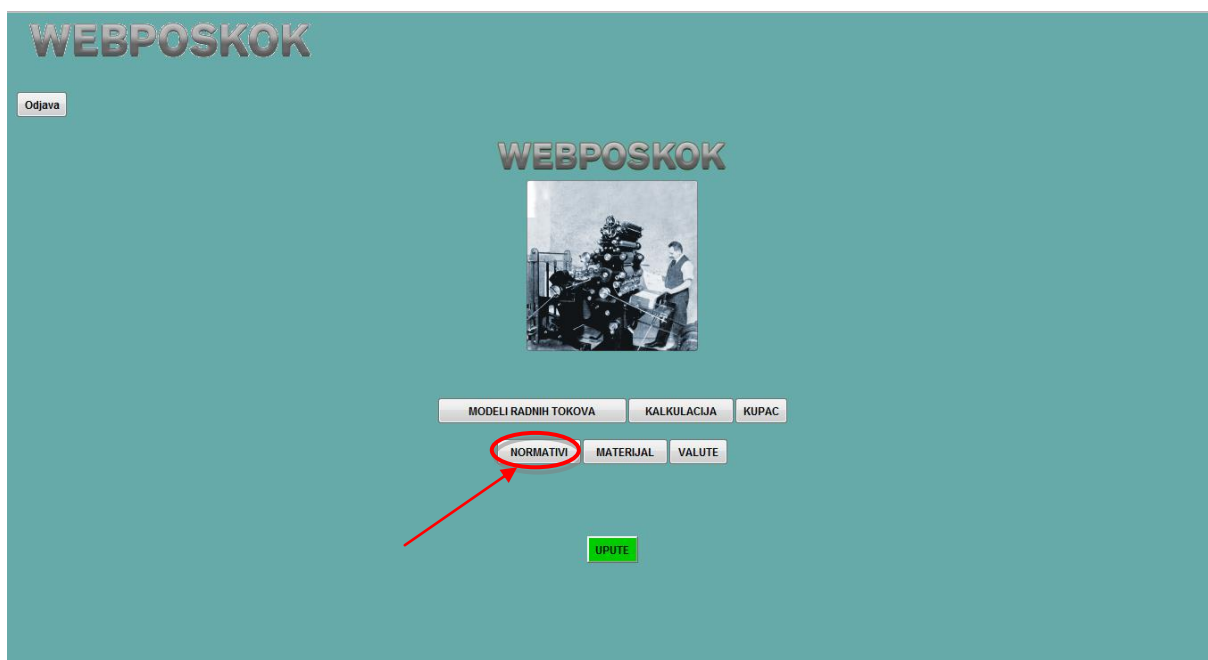 WEBPOSKOK
Odjava
WEBPOSKOK
MODELI RADNIH TOKOVA KALKULACIJA KUPAC
NORMATIVI MATERIJAL VALUTE
UPUTE